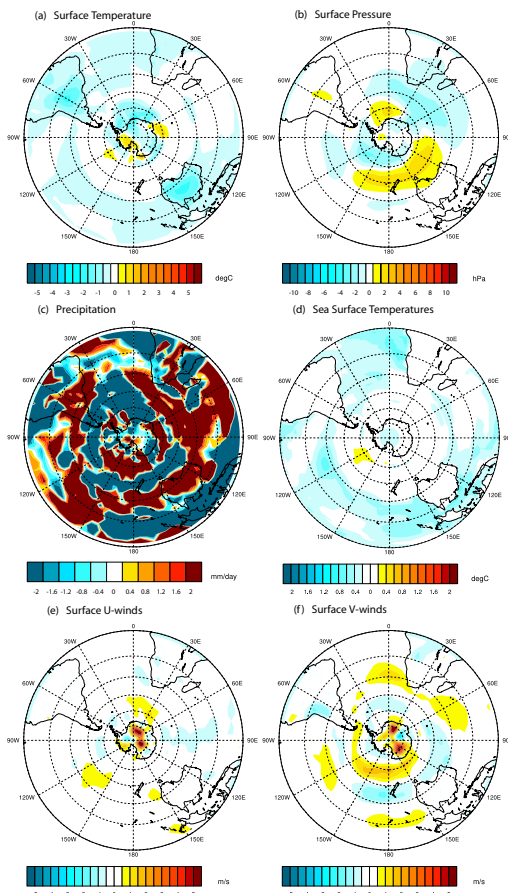 (a) Surface Temperature
(b) Surface Pressure
0
30W
30E
60E
90W
90E
120W
120E
150W
150E
180
0
30W
30E
60E
90W
90E
120W
120E
150W
150E
180
-5 -4 -3 -2 -1 0 1 2 3 4 5
degC
-10 -8 -6 -4 -2 0 2 4 6 8 10
hPa
(c) Precipitation
(d) Sea Surface Temperatures
0
30W
30E
60E
90W
90E
120W
120E
150W
150E
180
0
30W
30E
60E
90W
90E
120W
120E
150W
150E
180
-2 -1.6 -1.2 -0.8 -0.4 0 0.4 0.8 1.2 1.6 2
mm/day
2 1.6 1.2 0.8 0.4 0 0.4 0.8 1.2 1.6 2
degC
(e) Surface U-winds
(f) Surface V-winds
0
30W
30E
60E
90W
90E
120W
120E
150W
150E
180
0
30W
30E
60E
90W
90E
120W
120E
150W
150E
180
m/s
m/s